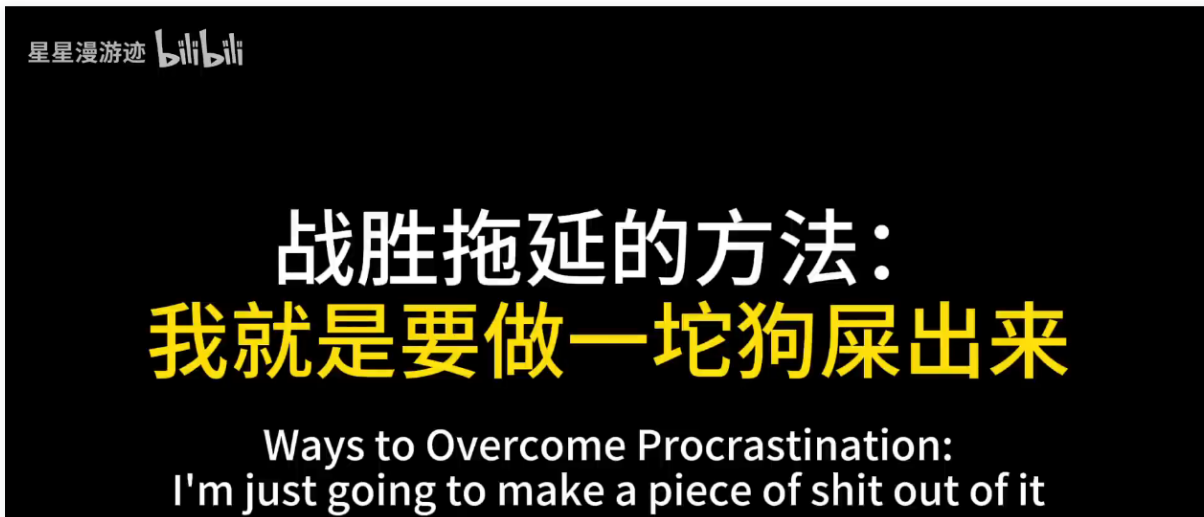 星星漫游迹 bilibili
战胜拖延的方法：
我就是要做一坨狗屎出来
Ways to Overcome Procrastination:
I'm just going to make a piece of shit out of it